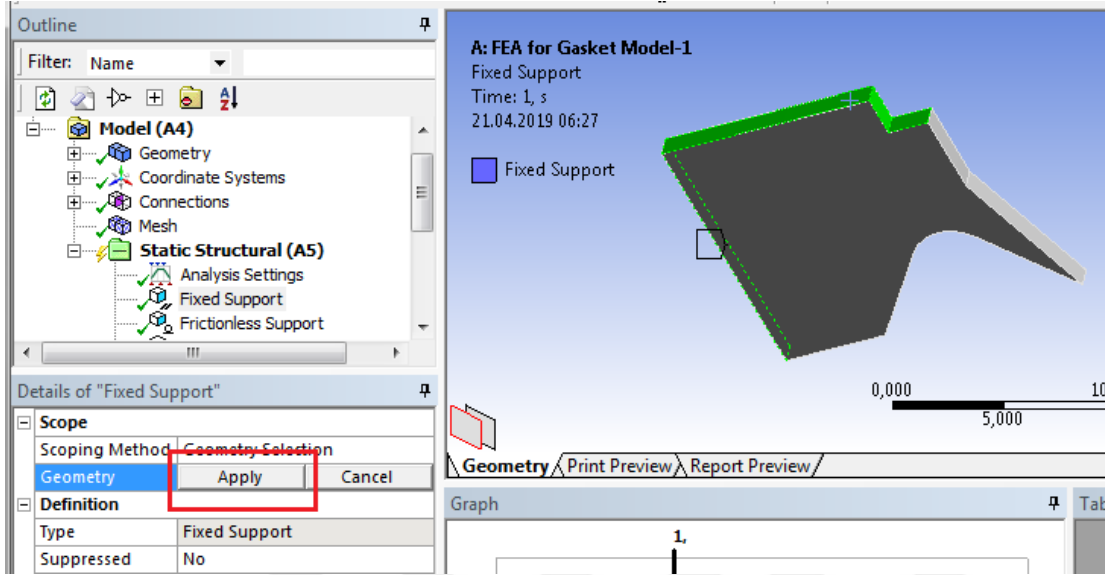 Outline
Filter: Name
Model (A4)
Geometry
Coordinate Systems
Connections
Mesh
Static Structural (A5)
Analysis Settings
Fixed Support
Frictionless Support
Details of "Fixed Support"
Scope
Scoping Method Geometry Selection
Geometry Apply Cancel
Definition
Type Fixed Support
Suppressed No
A: FEA for Gasket Model-1
Fixed Support
Time: 1, s
21.04.2019 06:27
Fixed Support
0,000 10
5,000
Geometry Print Preview Report Preview
Graph
1,
Tab